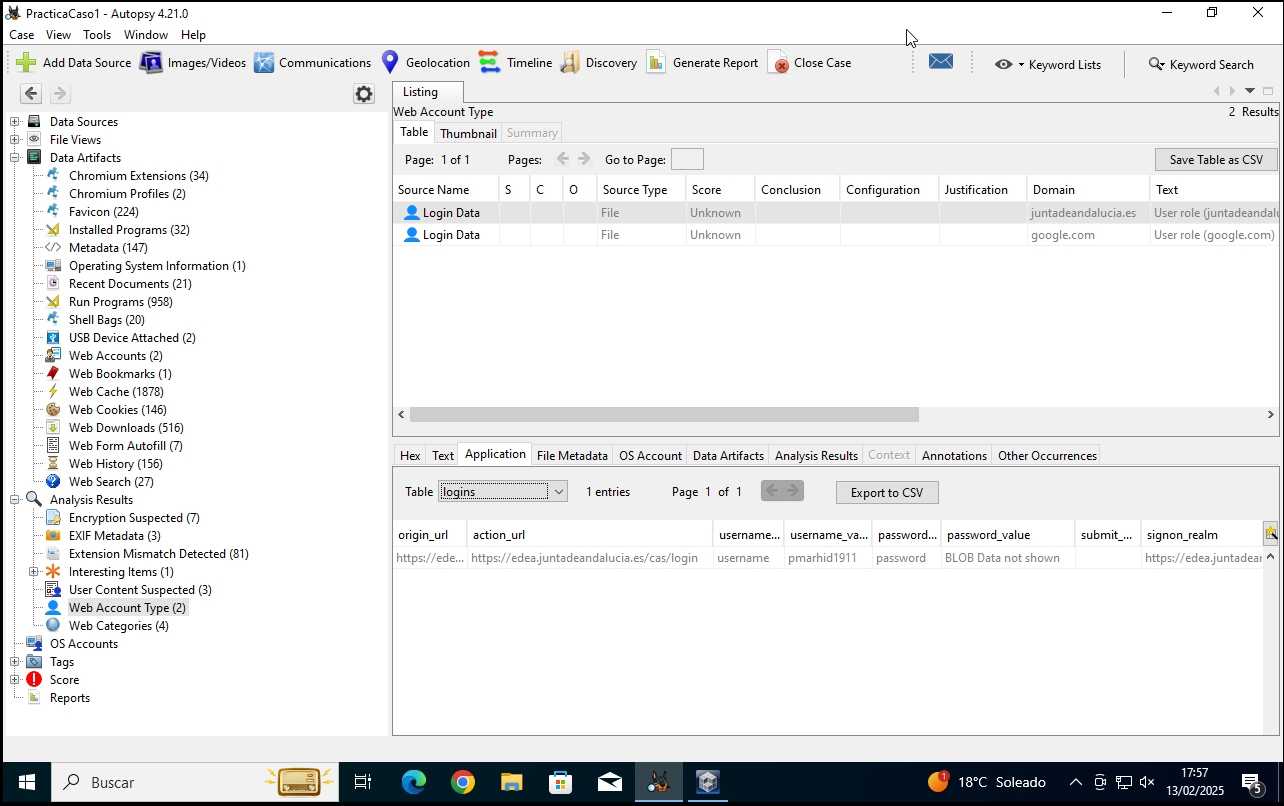 PracticaCaso1 - Autopsy 4.21.0
Case View Tools Window Help
Add Data Source Images/Videos Communications Geolocation Timeline Discovery Generate Report Close Case Keyword Lists Keyword Search
Listing
Web Account Type 2 Results
Table Thumbnail Summary
Page: 1 of 1 Pages: Go to Page: Save Table as CSV
Source Name S C O Source Type Score Conclusion Configuration Justification Domain Text
Login Data File Unknown juntadeandalucia.es User role (juntadeandalu
Login Data File Unknown google.com User role (google.com)
Data Sources
File Views
Data Artifacts
Chromium Extensions (34)
Chromium Profiles (2)
Favicon (224)
Installed Programs (32)
Metadata (147)
Operating System Information (1)
Recent Documents (21)
Run Programs (958)
Shell Bags (20)
USB Device Attached (2)
Web Accounts (2)
Web Bookmarks (1)
Web Cache (1878)
Web Cookies (146)
Web Downloads (516)
Web Form Autofill (7)
Web History (156)
Web Search (27)
Analysis Results
Encryption Suspected (7)
EXIF Metadata (3)
Extension Mismatch Detected (81)
Interesting Items (1)
User Content Suspected (3)
Web Account Type (2)
Web Categories (4)
OS Accounts
Tags
Score
Reports
Hex Text Application File Metadata OS Account Data Artifacts Analysis Results Context Annotations Other Occurrences
Table logins 1 entries Page 1 of 1 Export to CSV
origin_url action_url username... username_va... password... password_value submit_... signon_realm
https://ede... https://edea.juntadeandalucia.es/cas/login username pmarhid1911 password BLOB Data not shown https://edea.juntadeandalu
Buscar
1 18°C Soleado 17:57
13/02/2025 5